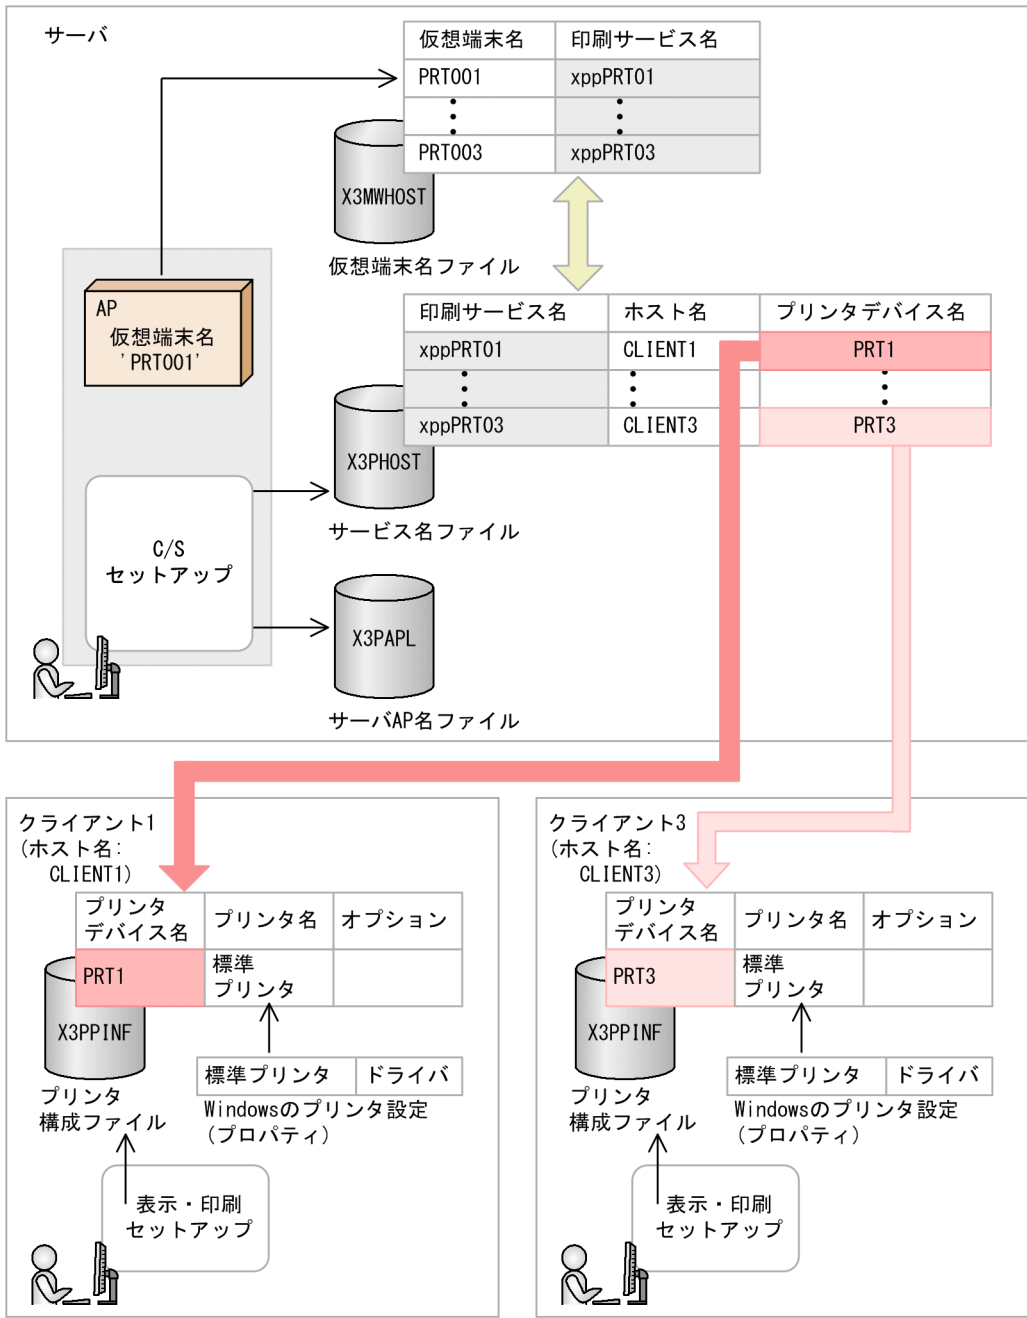 サーバ
仮想端末名 印刷サービス名
PRT001 xppPRT01
PRT003 xppPRT03
X3MWHOST
仮想端末名ファイル
AP
仮想端末名
'PRT001'
印刷サービス名 ホスト名 プリンタデバイス名
xppPRT01 CLIENT1 PRT1
xppPRT03 CLIENT3 PRT3
X3PHOST
サービス名ファイル
C/S
セットアップ
X3PAPL
サーバAP名ファイル
クライアント1
(ホスト名:
CLIENT1)
プリンタ
デバイス名
プリンタ名
オプション
PRT1
標準
プリンタ
X3PPINF
標準プリンタ ドライバ
プリンタ
構成ファイル
Windowsのプリンタ設定
(プロパティ)
表示・印刷
セットアップ
クライアント3
(ホスト名:
CLIENT3)
プリンタ
デバイス名
プリンタ名
オプション
PRT3
標準
プリンタ
X3PPINF
標準プリンタ ドライバ
プリンタ
構成ファイル
Windowsのプリンタ設定
(プロパティ)
表示・印刷
セットアップ